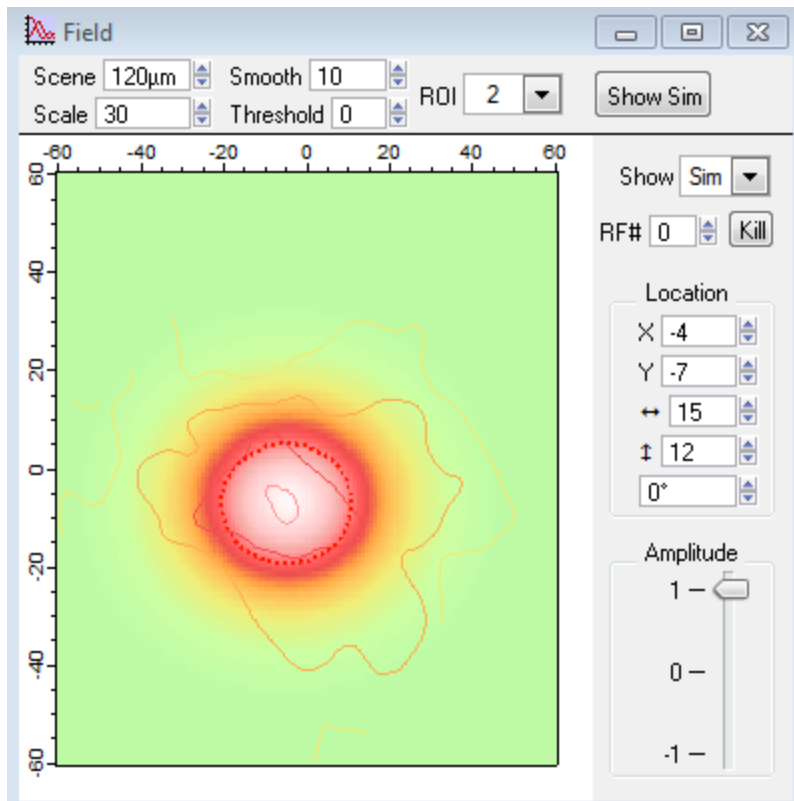 Field
Scene 120µm Smooth 10 ROI 2 Show Sim
Scale 30 Threshold 0
-60 -40 -20 0 20 40 60
60
40
20
0
-20
-40
-60
Show Sim
RF# 0 Kill
Location
X -4
Y -7
↔ 15
↕ 12
0°
Amplitude
1
0
-1